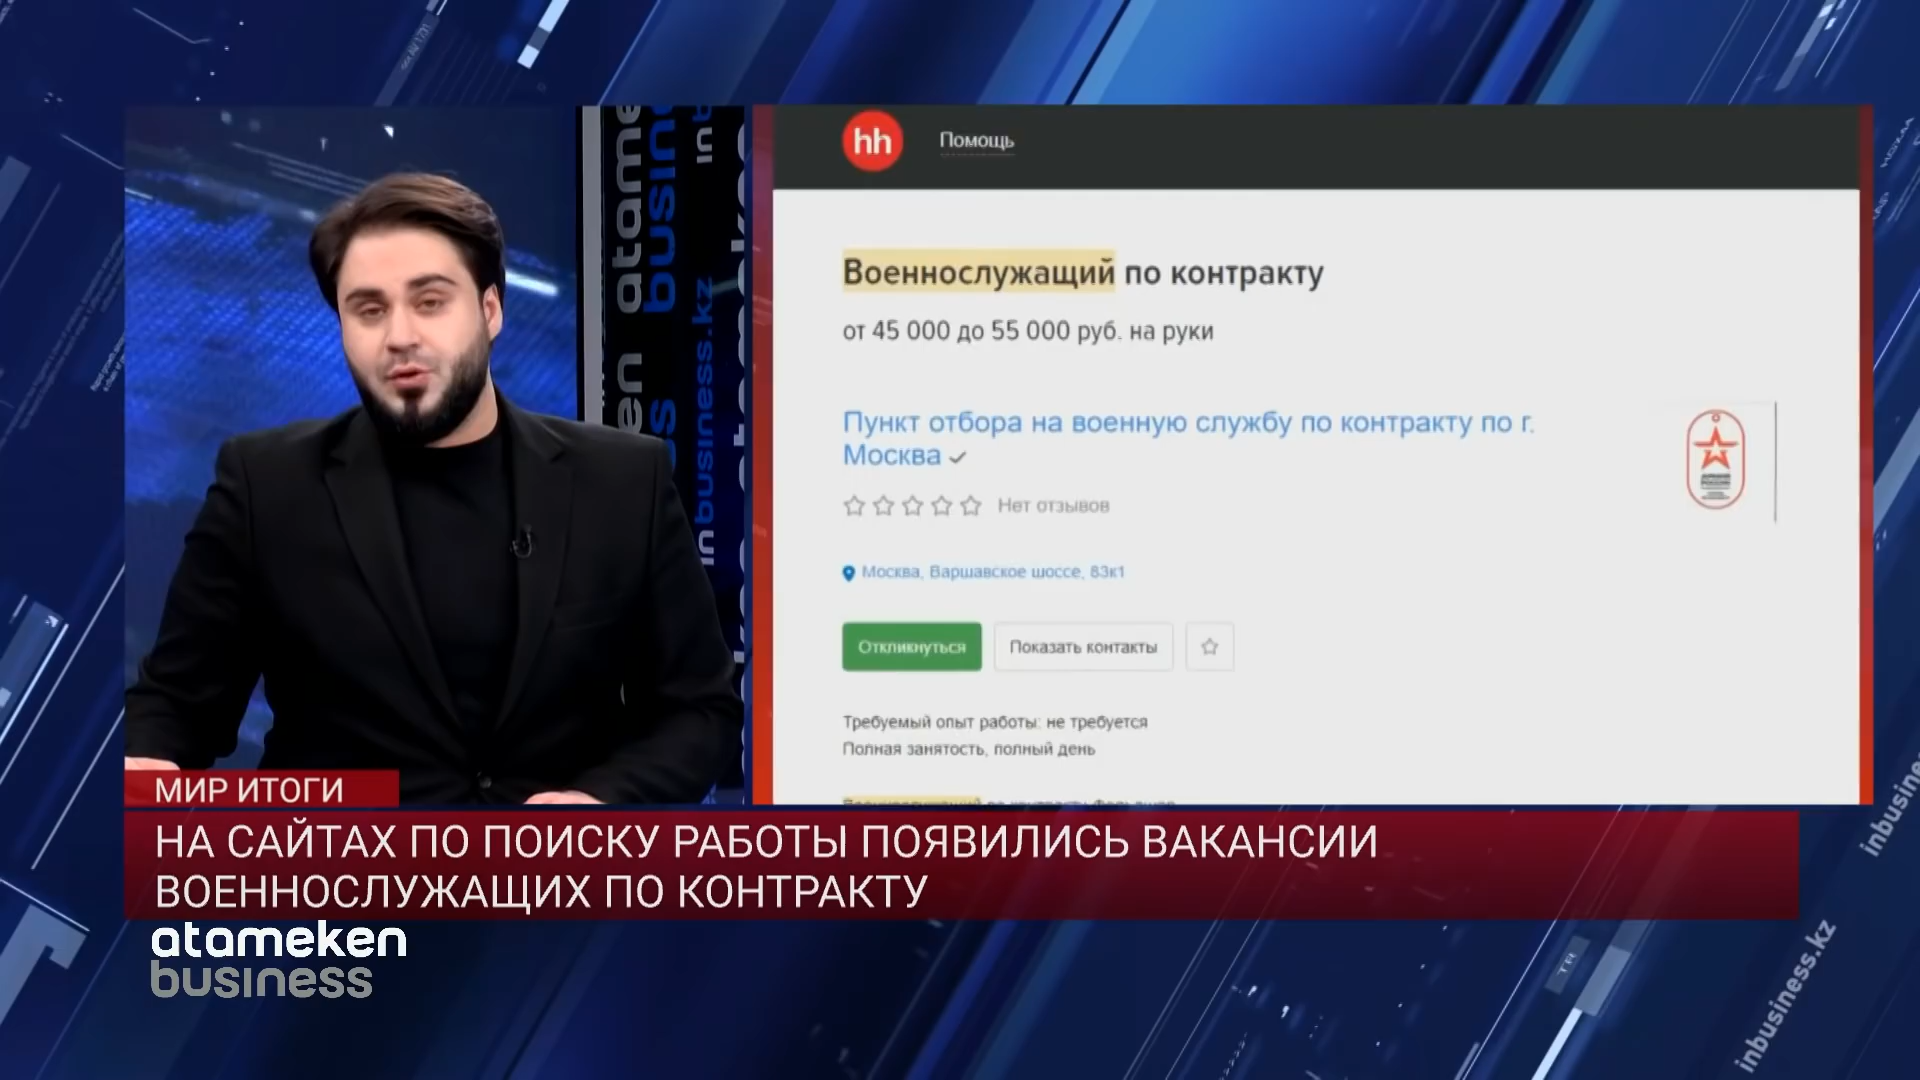 hh Помощь
Военнослужащий по контракту
от 45 000 до 55 000 руб. на руки
Пункт отбора на военную службу по контракту по г.
Москва
Нет отзывов
Москва, Варшавское шоссе, 83к1
Откликнуться Показать контакты
Требуемый опыт работы: не требуется
Полная занятость, полный день
МИР ИТОГИ
НА САЙТАХ ПО ПОИСКУ РАБОТЫ ПОЯВИЛИСЬ ВАКАНСИИ
ВОЕННОСЛУЖАЩИХ ПО КОНТРАКТУ
atameken
business
inbusiness.kz
inbusiness.kz